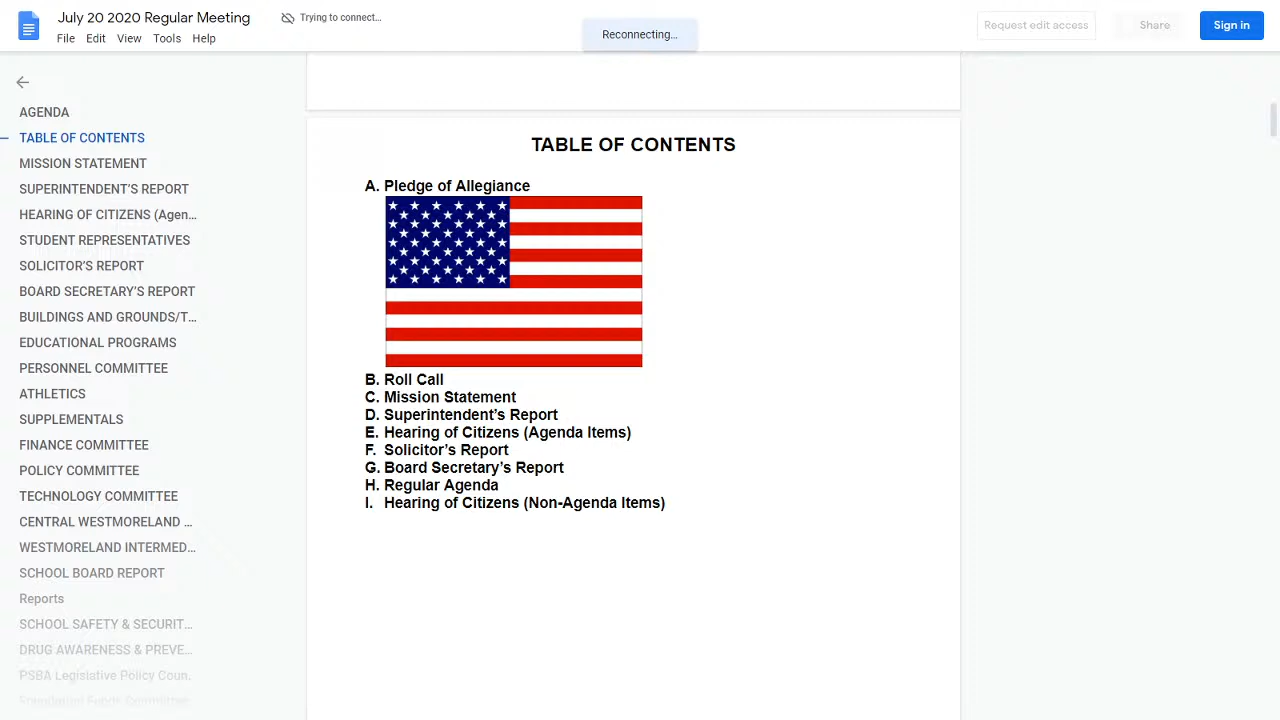 July 20 2020 Regular Meeting
Trying to connect...
Reconnecting...
Request edit access
Share
Sign in
File Edit View Tools Help
AGENDA
TABLE OF CONTENTS
MISSION STATEMENT
SUPERINTENDENT'S REPORT
HEARING OF CITIZENS (Agen...
STUDENT REPRESENTATIVES
SOLICITOR'S REPORT
BOARD SECRETARY'S REPORT
BUILDINGS AND GROUNDS/T...
EDUCATIONAL PROGRAMS
PERSONNEL COMMITTEE
ATHLETICS
SUPPLEMENTALS
FINANCE COMMITTEE
POLICY COMMITTEE
TECHNOLOGY COMMITTEE
CENTRAL WESTMORELAND ...
WESTMORELAND INTERMED...
SCHOOL BOARD REPORT
Reports
SCHOOL SAFETY & SECURIT...
DRUG AWARENESS & PREVE...
PSBA Legislative Policy Coun.
Funds Committee
TABLE OF CONTENTS
A. Pledge of Allegiance
B. Roll Call
C. Mission Statement
D. Superintendent's Report
E. Hearing of Citizens (Agenda Items)
F. Solicitor's Report
G. Board Secretary's Report
H. Regular Agenda
I. Hearing of Citizens (Non-Agenda Items)